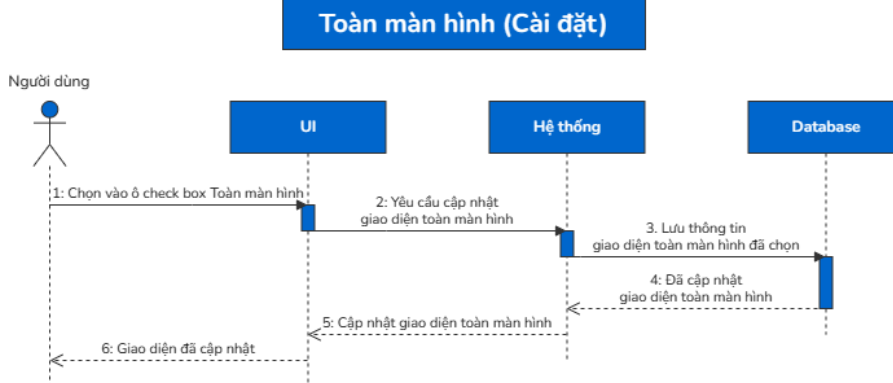 Toàn màn hình (Cài đặt)
Người dùng
UI
Hệ thống
Database
1: Chọn vào ô check box Toàn màn hình
2: Yêu cầu cập nhật
giao diện toàn màn hình
3. Lưu thông tin
giao diện toàn màn hình đã chọn
4: Đã cập nhật
giao diện toàn màn hình
5: Cập nhật giao diện toàn màn hình
6: Giao diện đã cập nhật